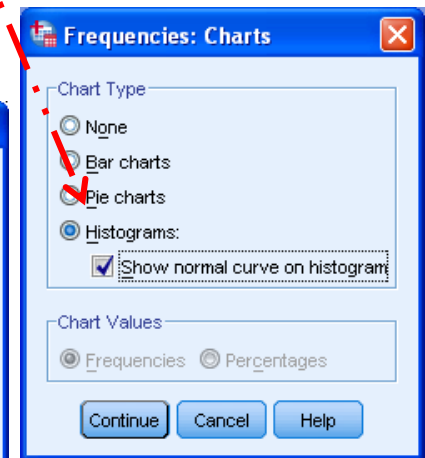 Frequencies: Charts
Chart Type
None
Bar charts
Pie charts
Histograms:
Show normal curve on histogram
Chart Values
Frequencies Percentages
Continue Cancel Help